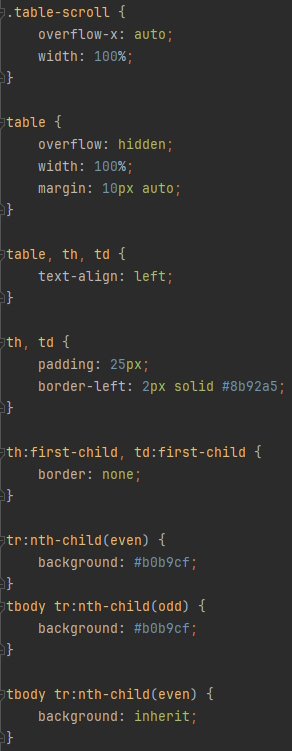 .table-scroll {
    overflow-x: auto;
    width: 100%;
}

table {
    overflow: hidden;
    width: 100%;
    margin: 10px auto;
}

table, th, td {
    text-align: left;
}

th, td {
    padding: 25px;
    border-left: 2px solid #8b92a5;
}

th:first-child, td:first-child {
    border: none;
}

tr:nth-child(even) {
    background: #b0b9cf;
}
tbody tr:nth-child(odd) {
    background: #b0b9cf;
}

tbody tr:nth-child(even) {
    background: inherit;
}